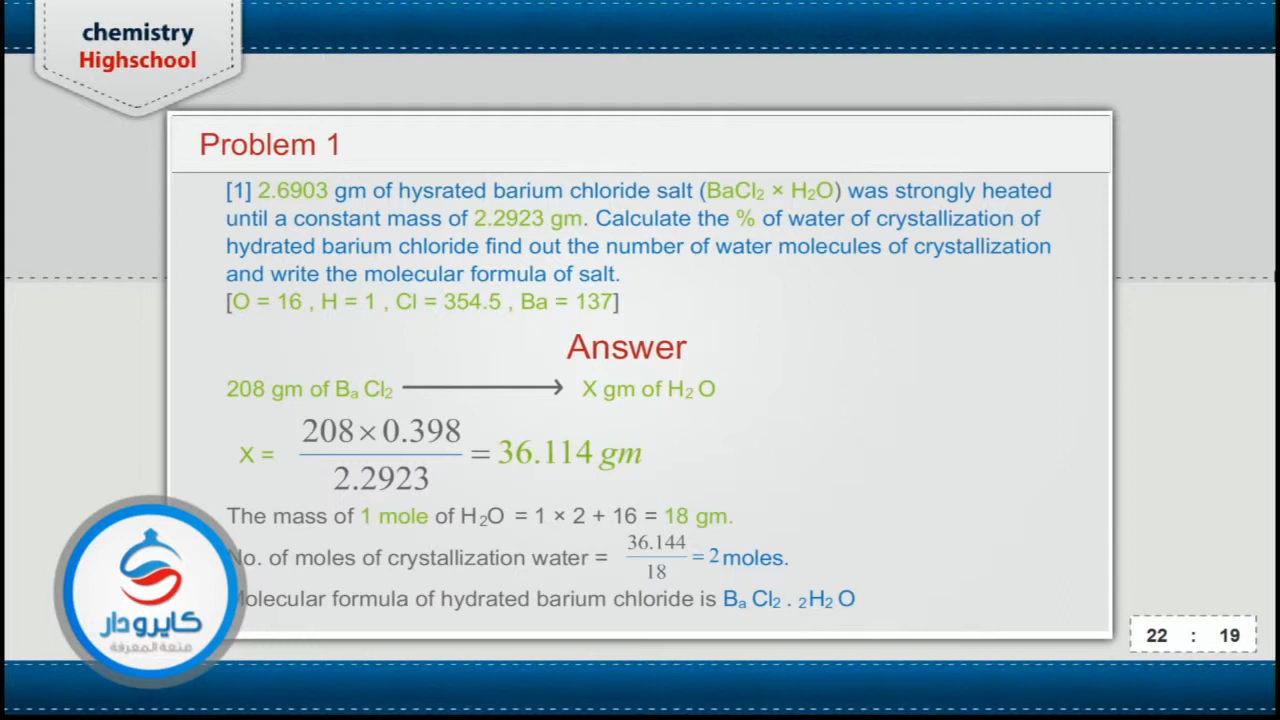 chemistry
Highschool
Problem 1
[1] 2.6903 gm of hysrated barium chloride salt (BaCl₂ × H₂O) was strongly heated
until a constant mass of 2.2923 gm. Calculate the % of water of crystallization of
hydrated barium chloride find out the number of water molecules of crystallization
and write the molecular formula of salt.
[O = 16 , H = 1 , Cl = 354.5 , Ba = 137]
Answer
208 gm of Bₐ Cl₂ ⟶ X gm of H₂ O
X = 208×0.398 / 2.2923 = 36.114 gm
The mass of 1 mole of H₂O = 1 × 2 + 16 = 18 gm.
No. of moles of crystallization water = 36.144 / 18 = 2 moles.
Molecular formula of hydrated barium chloride is Bₐ Cl₂ . ₂H₂ O
كايرودار
متعة المعرفة
22 : 19